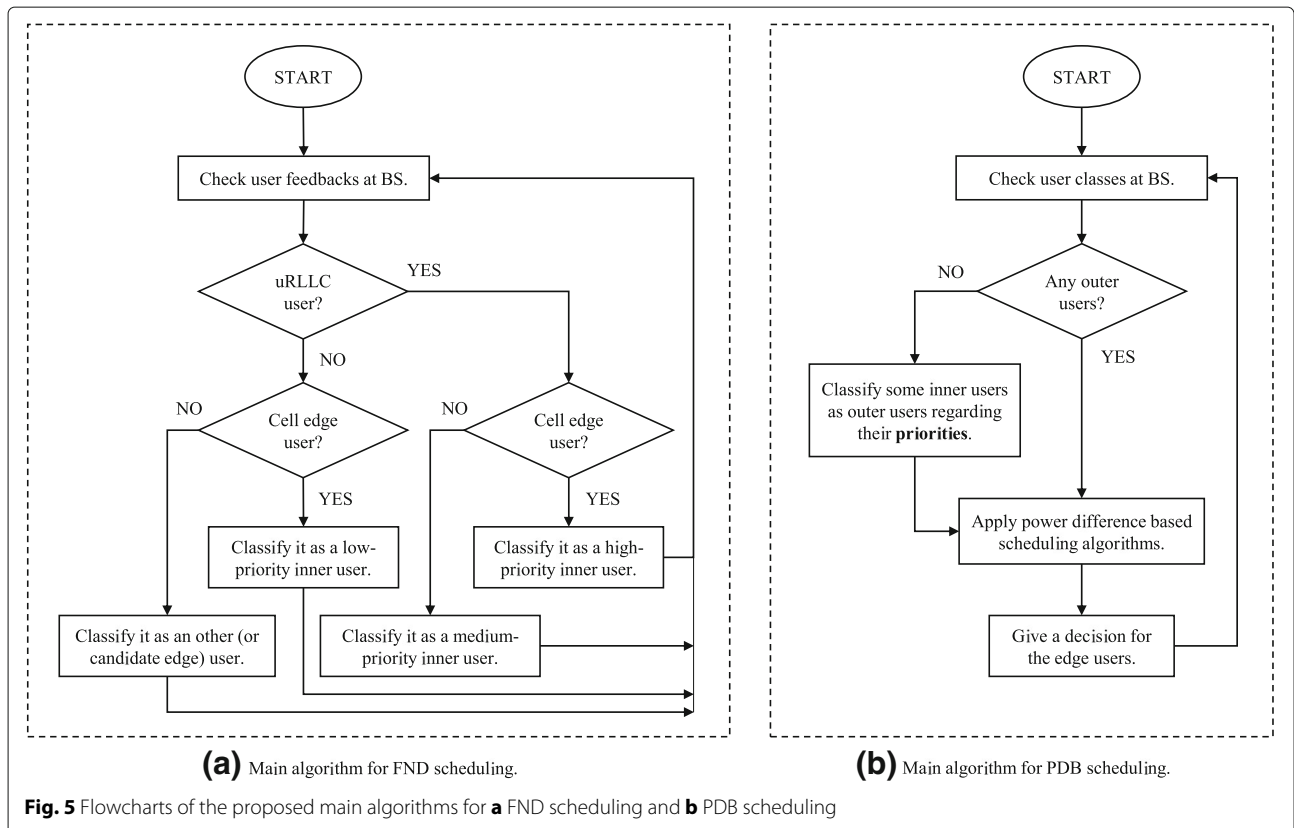 START
Check user feedbacks at BS.
uRLLC
user?
YES
NO
Cell edge
user?
NO
YES
Cell edge
user?
NO
YES
Classify it as a low-
priority inner user.
Classify it as a high-
priority inner user.
Classify it as an other (or
candidate edge) user.
Classify it as a medium-
priority inner user.
(a) Main algorithm for FND scheduling.
START
Check user classes at BS.
Any outer
users?
NO
YES
Classify some inner users
as outer users regarding
their priorities.
Apply power difference based
scheduling algorithms.
Give a decision for
the edge users.
(b) Main algorithm for PDB scheduling.
Fig. 5 Flowcharts of the proposed main algorithms for a FND scheduling and b PDB scheduling